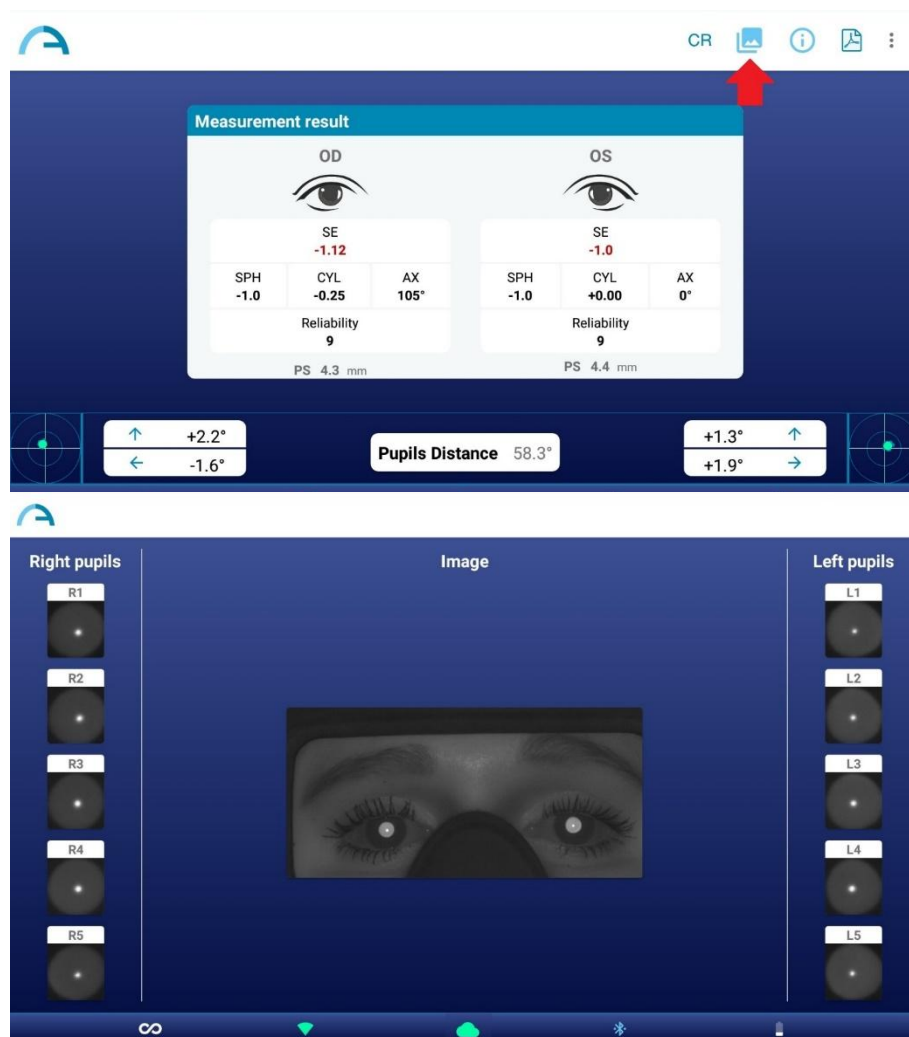 CR
Measurement result
OD OS
SE SE
-1.12 -1.0
SPH CYL AX SPH CYL AX
-1.0 -0.25 105° -1.0 +0.00 0°
Reliability Reliability
9 9
PS 4.3 mm PS 4.4 mm
+2.2° +1.3°
Pupils Distance 58.3°
-1.6° +1.9°
Right pupils Image Left pupils
R1 L1
R2 L2
R3 L3
R4 L4
R5 L5